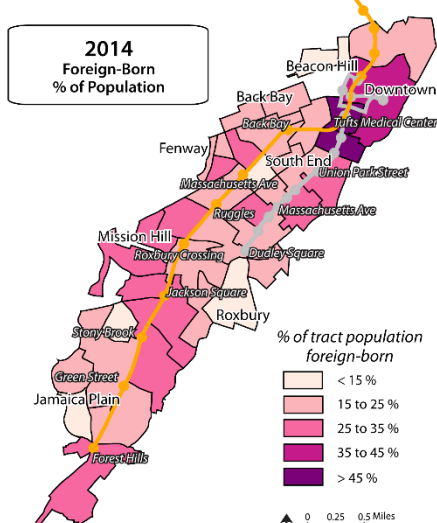 2014
Foreign-Born
% of Population
Beacon Hill
Downtown
Back Bay
Back Bay
Tufts Medical Center
Fenway
South End
Union Park Street
Massachusetts Ave
Massachusetts Ave
Ruggles
Mission Hill
Roxbury Crossing
Dudley Square
Jackson Square
Roxbury
Stony Brook
% of tract population
foreign-born
Green Street
< 15 %
Jamaica Plain
15 to 25 %
25 to 35 %
35 to 45 %
Forest Hills
> 45 %
0 0.25 0.5 Miles